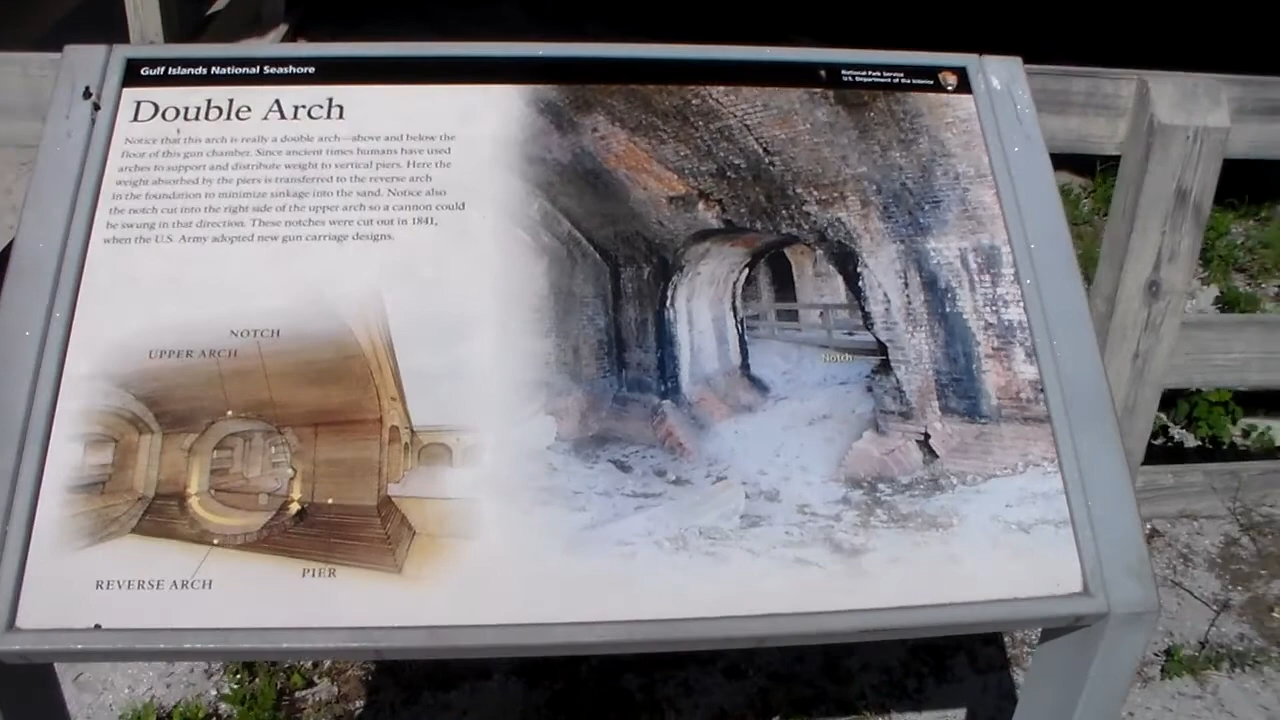 Gulf Islands National Seashore
National Park Service
U.S. Department of the Interior
Double Arch
Notice that this arch is really a double arch—above and below the
floor of this gun chamber. Since ancient times humans have used
arches to support and distribute weight to vertical piers. Here the
weight absorbed by the piers is transferred to the reverse arch
in the foundation to minimize sinkage into the sand. Notice also
the notch cut into the right side of the upper arch so a cannon could
be swung in that direction. These notches were cut out in 1841,
when the U.S. Army adopted new gun carriage designs.
NOTCH
UPPER ARCH
Notch
REVERSE ARCH
PIER